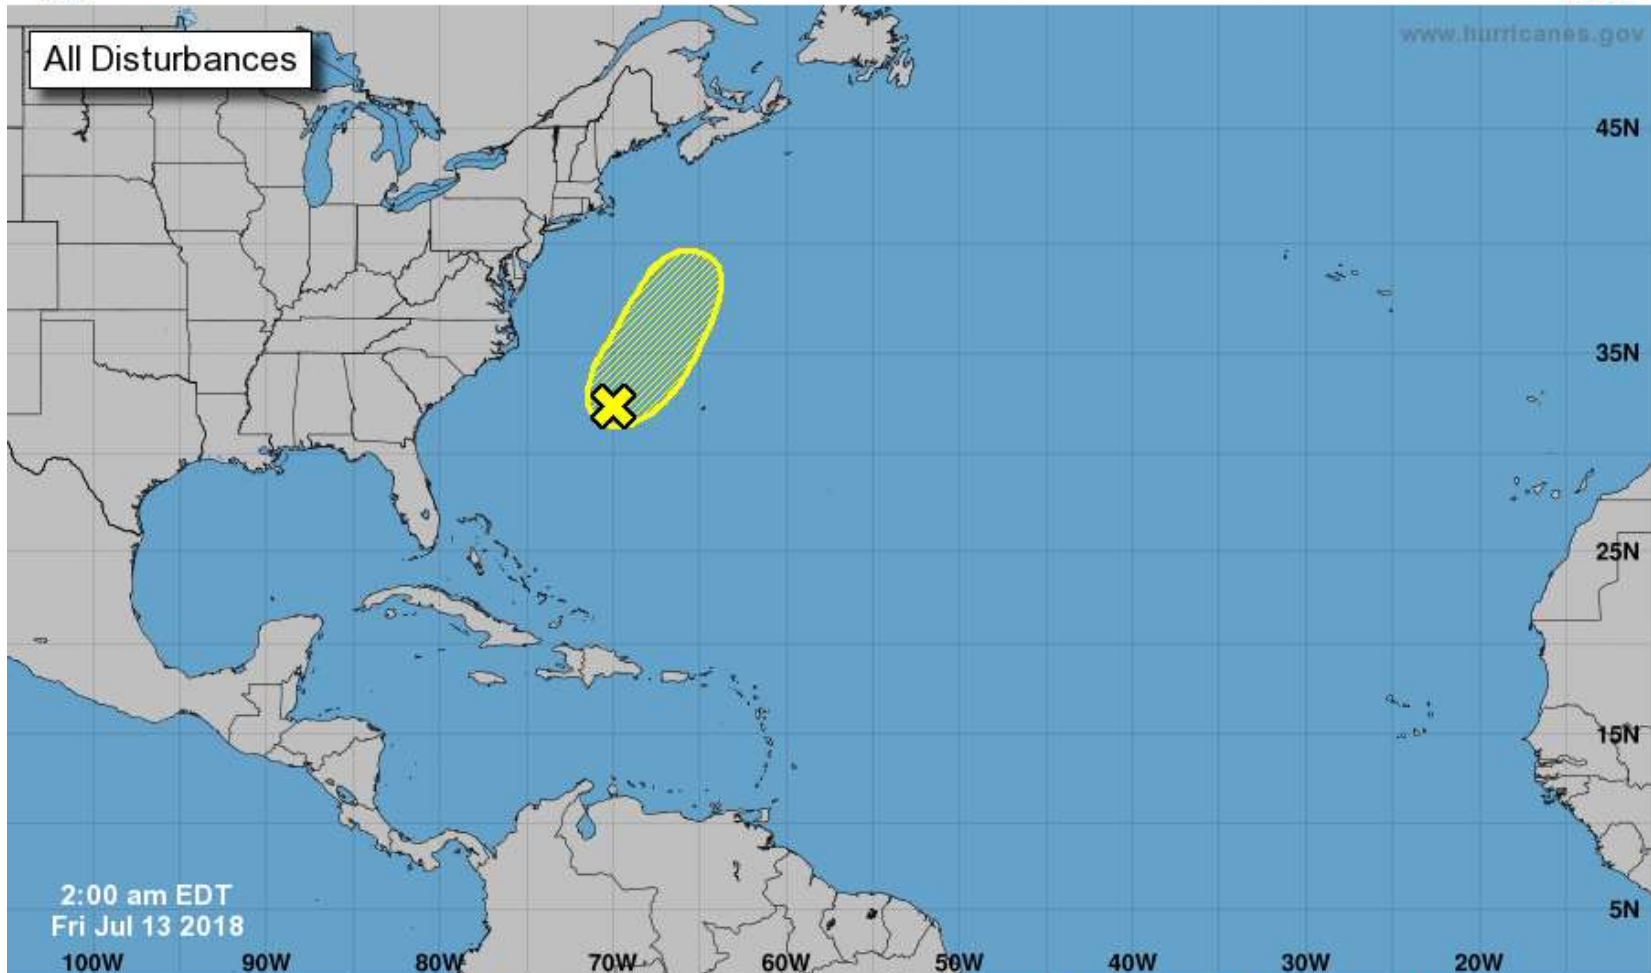 All Disturbances
www.hurricanes.gov
45N
35N
25N
15N
5N
2:00 am EDT
Fri Jul 13 2018
100W 90W 80W 70W 60W 50W 40W 30W 20W